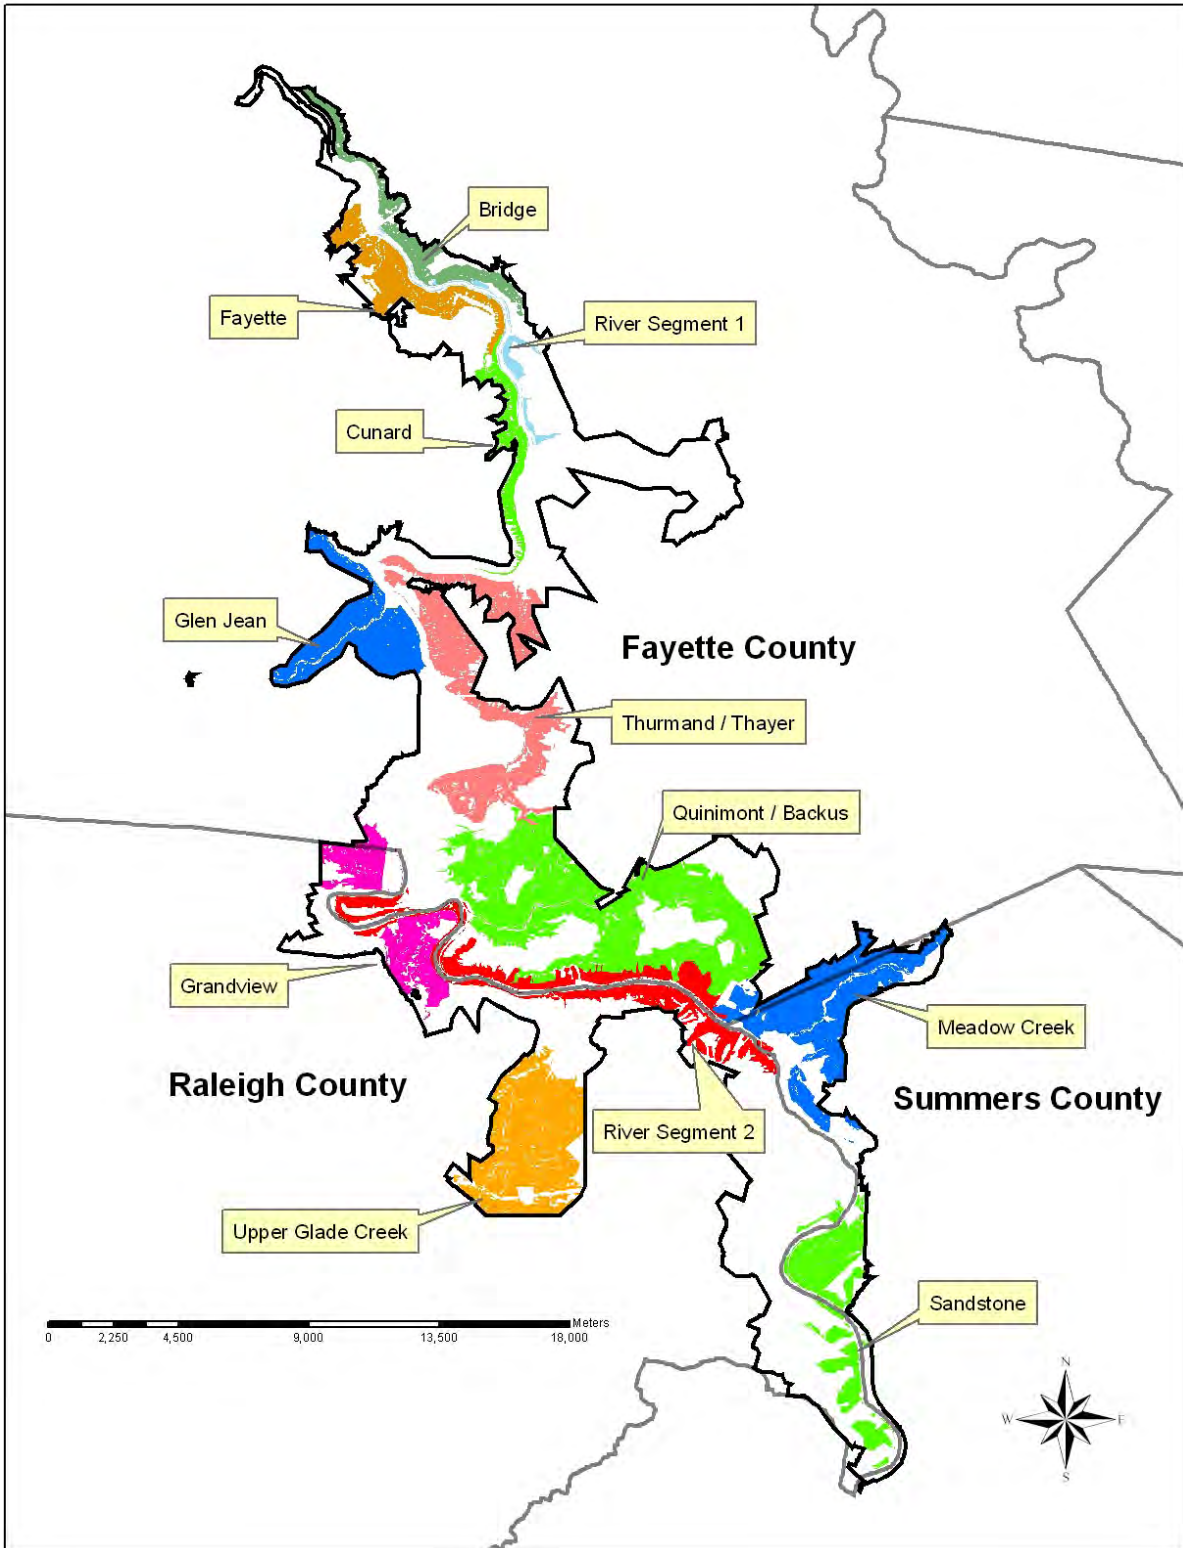 Bridge
Fayette
River Segment 1
Cunard
Glen Jean
Fayette County
Thurmand / Thayer
Quinimont / Backus
Grandview
Meadow Creek
Raleigh County
Summers County
River Segment 2
Upper Glade Creek
Sandstone
Meters
0 2,250 4,500 9,000 13,500 18,000
N
W E
S